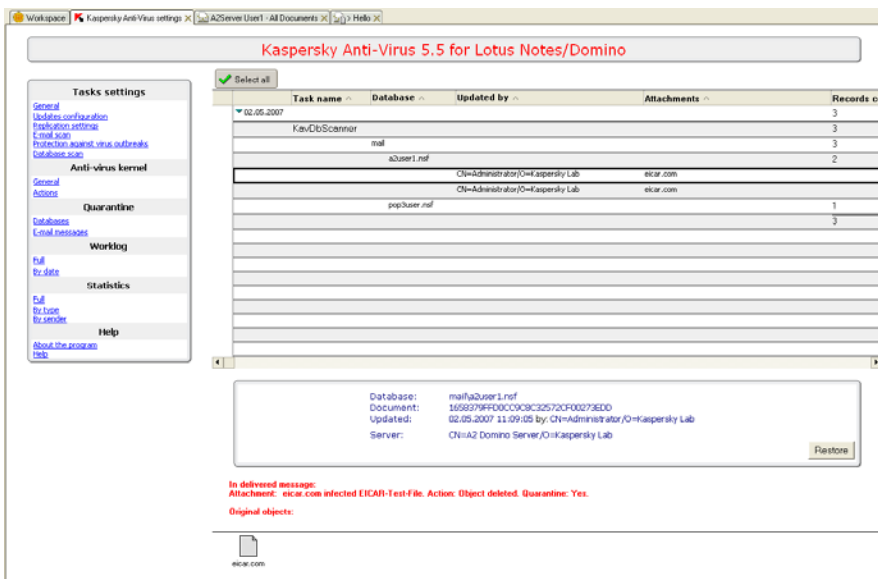 Workspace Kaspersky Anti-Virus settings A2Server User1 - All Documents Hello
Kaspersky Anti-Virus 5.5 for Lotus Notes/Domino
Select all
Tasks settings
General
Updates configuration
Replication settings
E-mail scan
Protection against virus outbreaks
Database scan
Anti-virus kernel
General
Actions
Quarantine
Databases
E-mail messages
Worklog
Full
By date
Statistics
Full
By type
By sender
Help
About the program
Help
Task name Database Updated by Attachments Records c
02.05.2007 3
KavDbScanner 3
mail 3
a2user1.nsf 2
CN=Administrator/O=Kaspersky Lab eicar.com
CN=Administrator/O=Kaspersky Lab eicar.com
pop3user.nsf 1
3
Database: mail\a2user1.nsf
Document: 1658379FFD0CC9C8C32572CF00273EDD
Updated: 02.05.2007 11:09:05 by: CN=Administrator/O=Kaspersky Lab
Server: CN=A2 Domino Server/O=Kaspersky Lab
Restore
In delivered message:
Attachment: eicar.com infected EICAR-Test-File. Action: Object deleted. Quarantine: Yes.
Original objects:
eicar.com